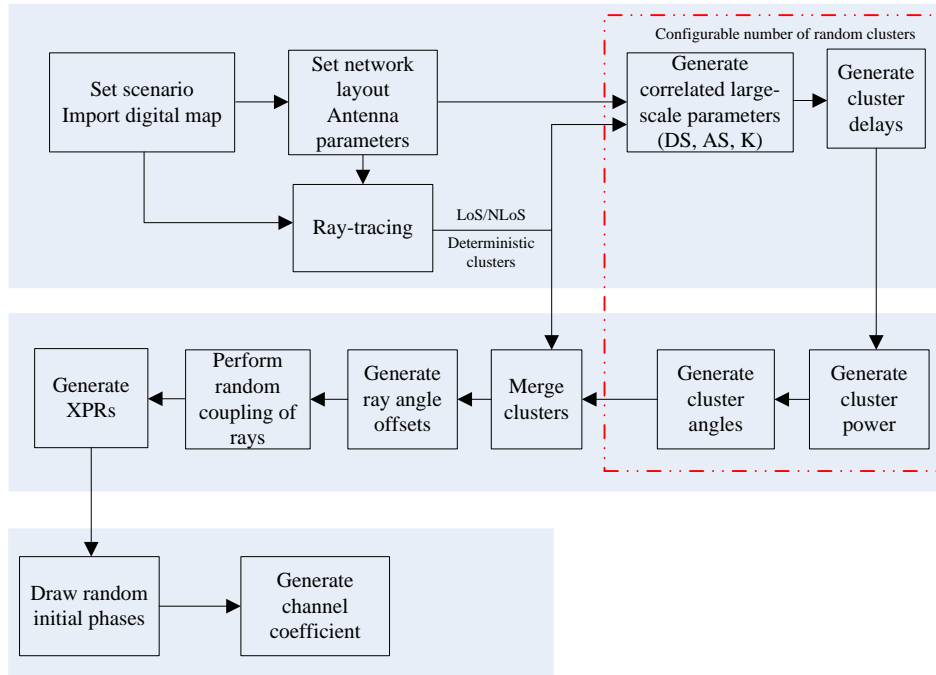 Configurable number of random clusters
Set scenario
Import digital map
Set network
layout
Antenna
parameters
Generate
correlated large-
scale parameters
(DS, AS, K)
Generate
cluster
delays
Ray-tracing
LoS/NLoS
Deterministic
clusters
Generate
XPRs
Perform
random
coupling of
rays
Generate
ray angle
offsets
Merge
clusters
Generate
cluster
angles
Generate
cluster
power
Draw random
initial phases
Generate
channel
coefficient